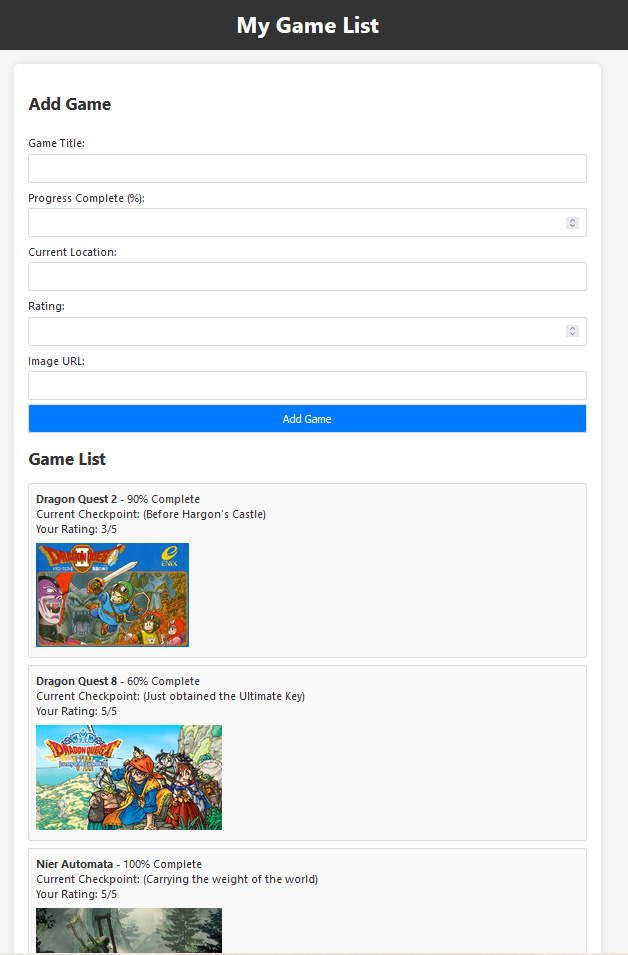 My Game List
Add Game
Game Title:
Progress Complete (%):
Current Location:
Rating:
Image URL:
Add Game
Game List
Dragon Quest 2 - 90% Complete
Current Checkpoint: (Before Hargon's Castle)
Your Rating: 3/5
DRAGON QUEST
II
ENIX
Dragon Quest 8 - 60% Complete
Current Checkpoint: (Just obtained the Ultimate Key)
Your Rating: 5/5
DRAGON QUEST
VIII
Nier Automata - 100% Complete
Current Checkpoint: (Carrying the weight of the world)
Your Rating: 5/5